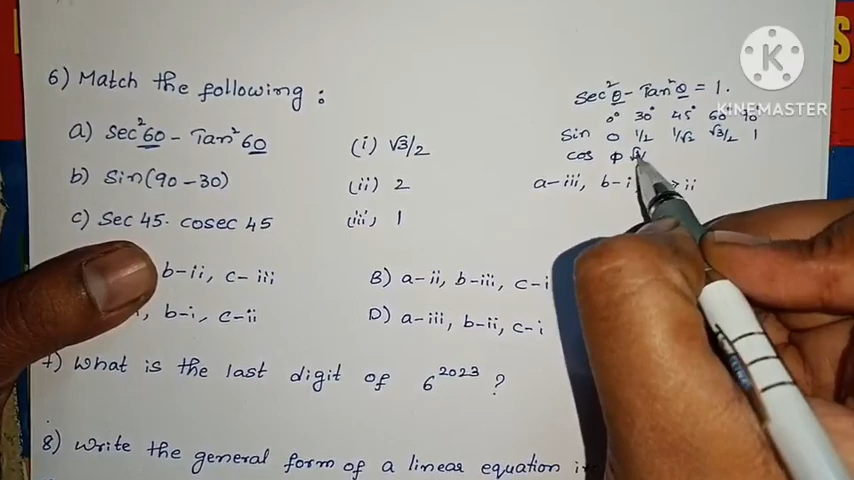 K
KINEMASTER
6) Match the following :
Sec²θ - Tan²θ = 1.
0° 30° 45° 60° 90°
a) Sec²60 - Tan²60 (i) √3/2
Sin 0 1/2 1/√2 √3/2 1
cos
b) Sin(90-30) (ii) 2
a-iii, b-i, ii
c) Sec 45. cosec 45 (iii, 1
b-ii, c-iii B) a-ii, b-iii, c-i
b-i, c-ii D) a-iii, b-ii, c-i
7) What is the last digit of 6²⁰²³ ?
8) Write the general form of a linear equation in